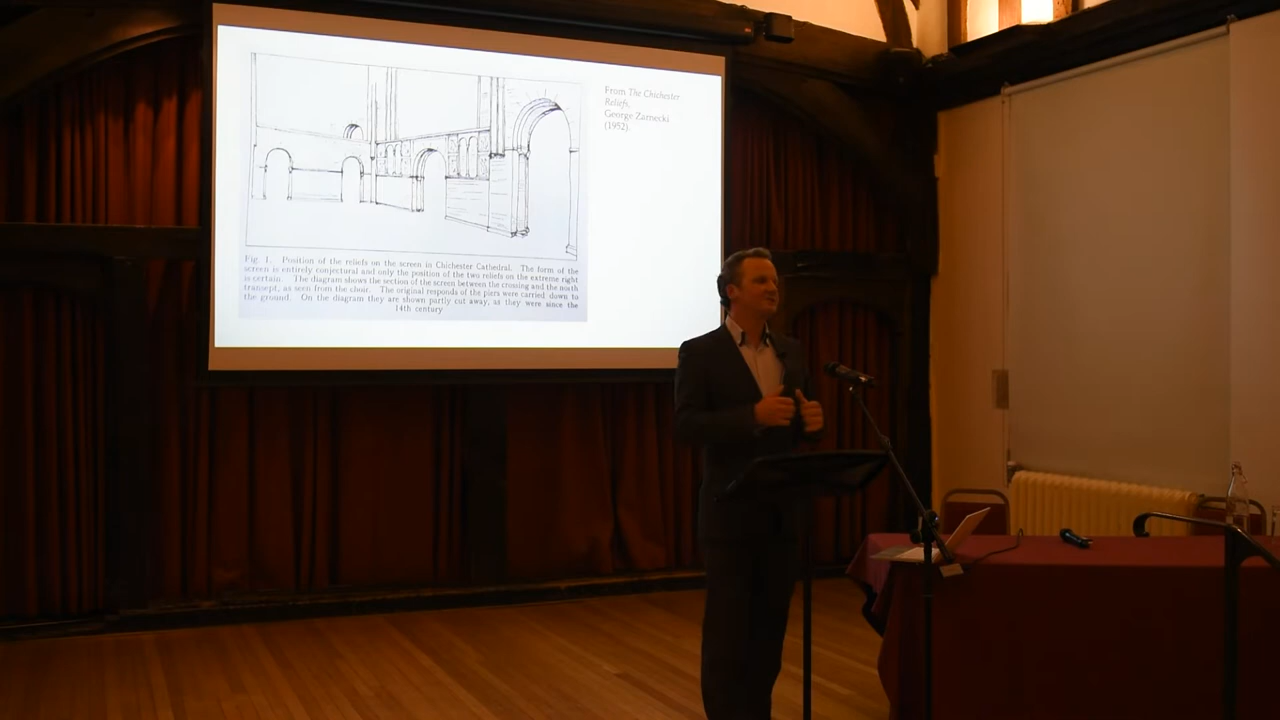 From The Chichester
Reliefs,
George Zarnecki
(1952).
Fig 1. Position of the reliefs on the screen in Chichester Cathedral. The form of the
screen is entirely conjectural and only the position of the two reliefs on the extreme right
is certain. The diagram shows the section of the screen between the crossing and the north
transept, as seen from the choir. The original responds of the piers were carried down to
the ground. On the diagram they are shown partly cut away, as they were since the
14th century